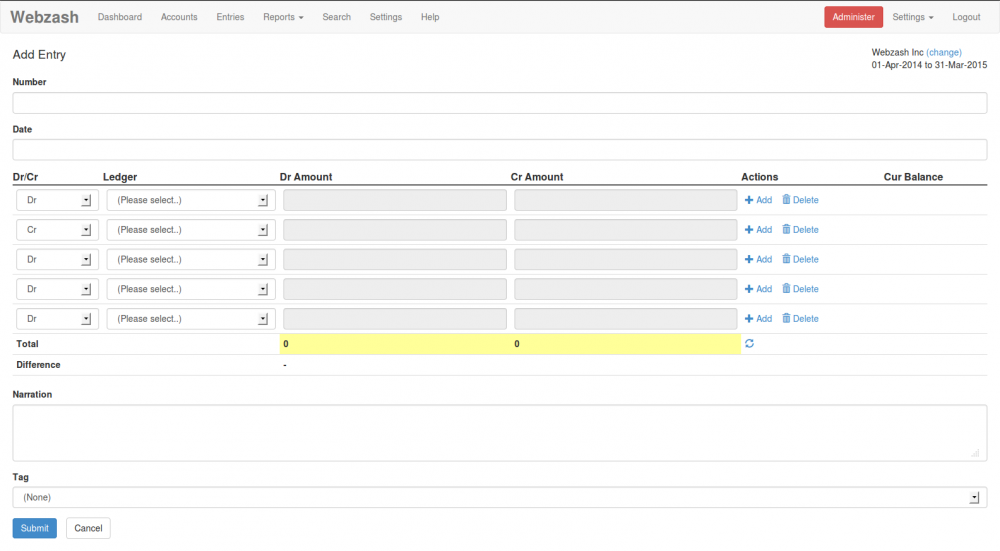 Webzash Dashboard Accounts Entries Reports Search Settings Help Administer Settings Logout
Add Entry
Webzash Inc (change)
01-Apr-2014 to 31-Mar-2015
Number
Date
Dr/Cr Ledger Dr Amount Cr Amount Actions Cur Balance
Dr (Please select..) Add Delete
Cr (Please select..) Add Delete
Dr (Please select..) Add Delete
Dr (Please select..) Add Delete
Dr (Please select..) Add Delete
Total 0 0
Difference -
Narration
Tag
(None)
Submit Cancel